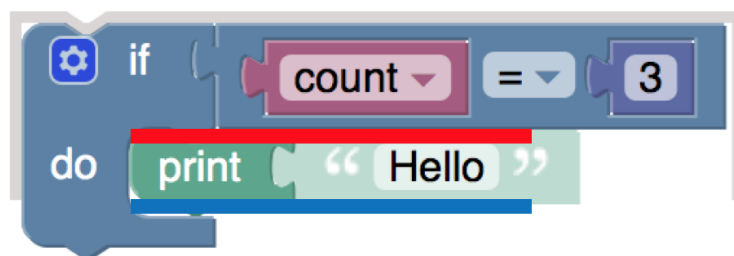 if count = 3
do print “ Hello ”